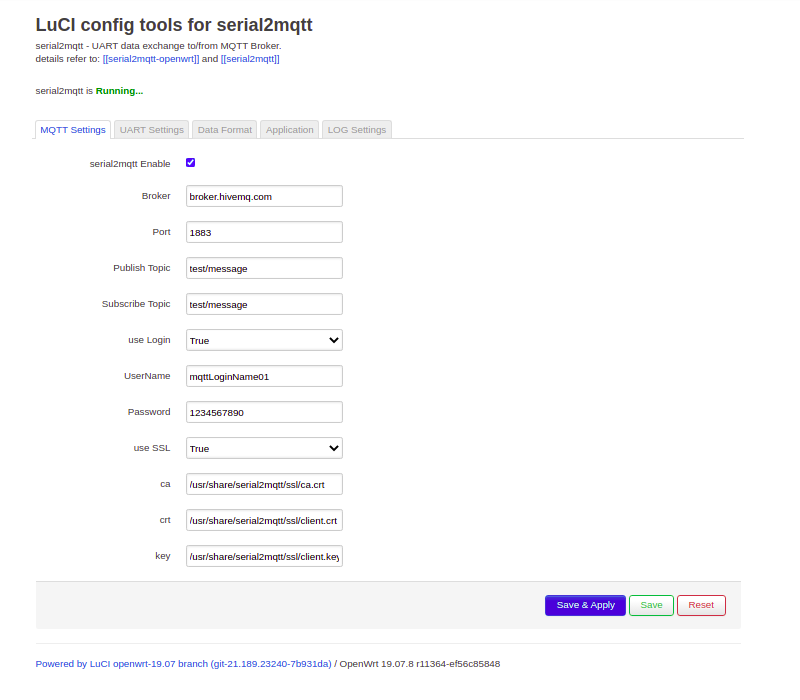 LuCI config tools for serial2mqtt
serial2mqtt - UART data exchange to/from MQTT Broker.
details refer to: [[serial2mqtt-openwrt]] and [[serial2mqtt]]
serial2mqtt is Running...
MQTT Settings UART Settings Data Format Application LOG Settings
serial2mqtt Enable
Broker broker.hivemq.com
Port 1883
Publish Topic test/message
Subscribe Topic test/message
use Login True
UserName mqttLoginName01
Password 1234567890
use SSL True
ca /usr/share/serial2mqtt/ssl/ca.crt
crt /usr/share/serial2mqtt/ssl/client.crt
key /usr/share/serial2mqtt/ssl/client.key
Save & Apply Save Reset
Powered by LuCI openwrt-19.07 branch (git-21.189.23240-7b931da) / OpenWrt 19.07.8 r11364-ef56c85848